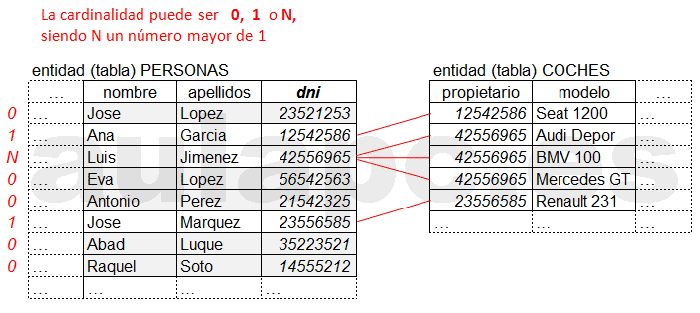 La cardinalidad puede ser 0, 1 o N,
siendo N un número mayor de 1
entidad (tabla) PERSONAS
... nombre apellidos dni
0 ... Jose Lopez 23521253
1 ... Ana Garcia 12542586
N ... Luis Jimenez 42556965
0 ... Eva Lopez 56542563
0 ... Antonio Perez 21542325
1 ... Jose Marquez 23556585
0 ... Abad Luque 35223521
0 ... Raquel Soto 14555212
... ... ... ...
entidad (tabla) COCHES
propietario modelo ...
12542586 Seat 1200 ...
42556965 Audi Depor ...
42556965 BMV 100 ...
42556965 Mercedes GT ...
23556585 Renault 231 ...
... ... ...